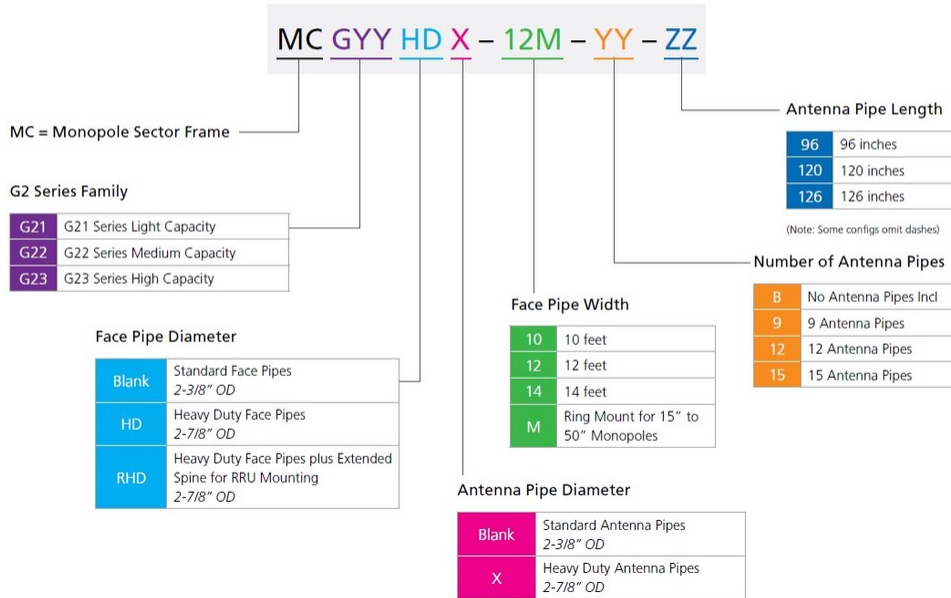 MC GYY HD X – 12M – YY – ZZ
MC = Monopole Sector Frame
G2 Series Family
G21 G21 Series Light Capacity
G22 G22 Series Medium Capacity
G23 G23 Series High Capacity
Face Pipe Diameter
Blank Standard Face Pipes
2-3/8" OD
HD Heavy Duty Face Pipes
2-7/8" OD
RHD Heavy Duty Face Pipes plus Extended
Spine for RRU Mounting
2-7/8" OD
Antenna Pipe Diameter
Blank Standard Antenna Pipes
2-3/8" OD
X Heavy Duty Antenna Pipes
2-7/8" OD
Face Pipe Width
10 10 feet
12 12 feet
14 14 feet
M Ring Mount for 15" to
50" Monopoles
Number of Antenna Pipes
B No Antenna Pipes Incl
9 9 Antenna Pipes
12 12 Antenna Pipes
15 15 Antenna Pipes
Antenna Pipe Length
96 96 inches
120 120 inches
126 126 inches
(Note: Some configs omit dashes)